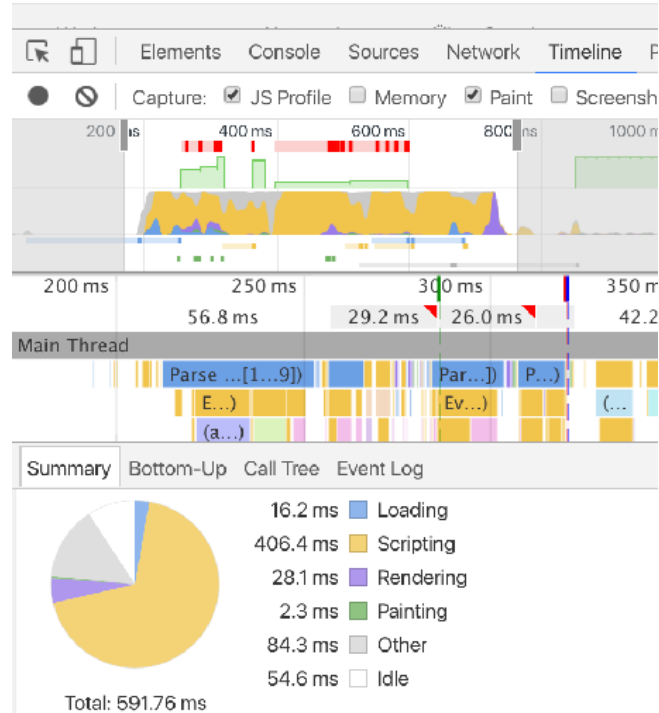 Elements Console Sources Network Timeline P
Capture: JS Profile Memory Paint Screensh
200 ms 400 ms 600 ms 800 ms 1000 m
200 ms 250 ms 300 ms 350 m
56.8 ms 29.2 ms 26.0 ms 42.2
Main Thread
Parse ...[1...9]) Par...]) P...)
E...) Ev...) (...
(a...)
Summary Bottom-Up Call Tree Event Log
16.2 ms Loading
406.4 ms Scripting
28.1 ms Rendering
2.3 ms Painting
84.3 ms Other
54.6 ms Idle
Total: 591.76 ms